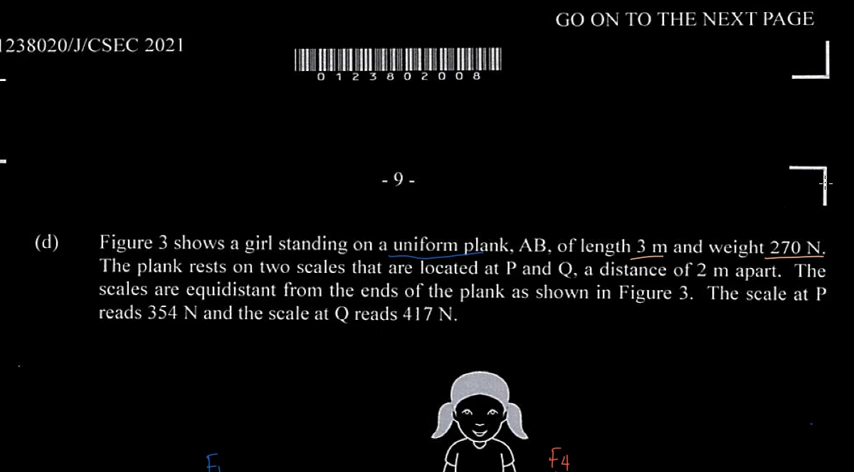 GO ON TO THE NEXT PAGE
1238020/J/CSEC 2021
0 1 2 3 8 0 2 0 0 8
- 9 -
(d) Figure 3 shows a girl standing on a uniform plank, AB, of length 3 m and weight 270 N.
The plank rests on two scales that are located at P and Q, a distance of 2 m apart. The
scales are equidistant from the ends of the plank as shown in Figure 3. The scale at P
reads 354 N and the scale at Q reads 417 N.
F4